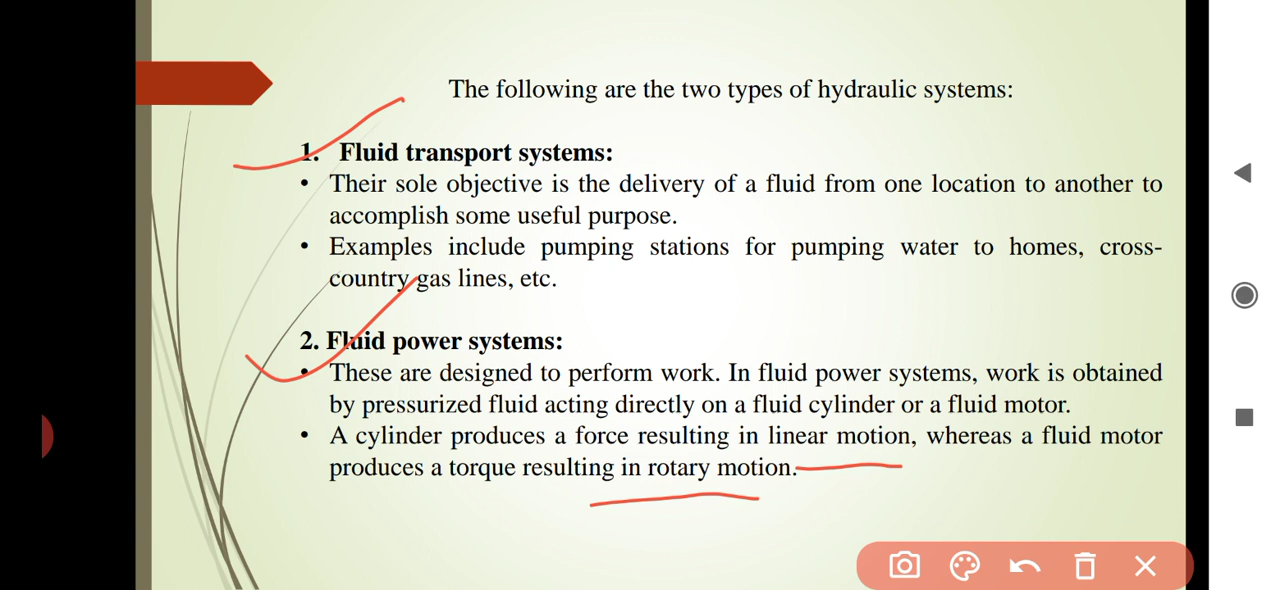 The following are the two types of hydraulic systems:
1. Fluid transport systems:
• Their sole objective is the delivery of a fluid from one location to another to
accomplish some useful purpose.
• Examples include pumping stations for pumping water to homes, cross-
country gas lines, etc.
2. Fluid power systems:
• These are designed to perform work. In fluid power systems, work is obtained
by pressurized fluid acting directly on a fluid cylinder or a fluid motor.
• A cylinder produces a force resulting in linear motion, whereas a fluid motor
produces a torque resulting in rotary motion.